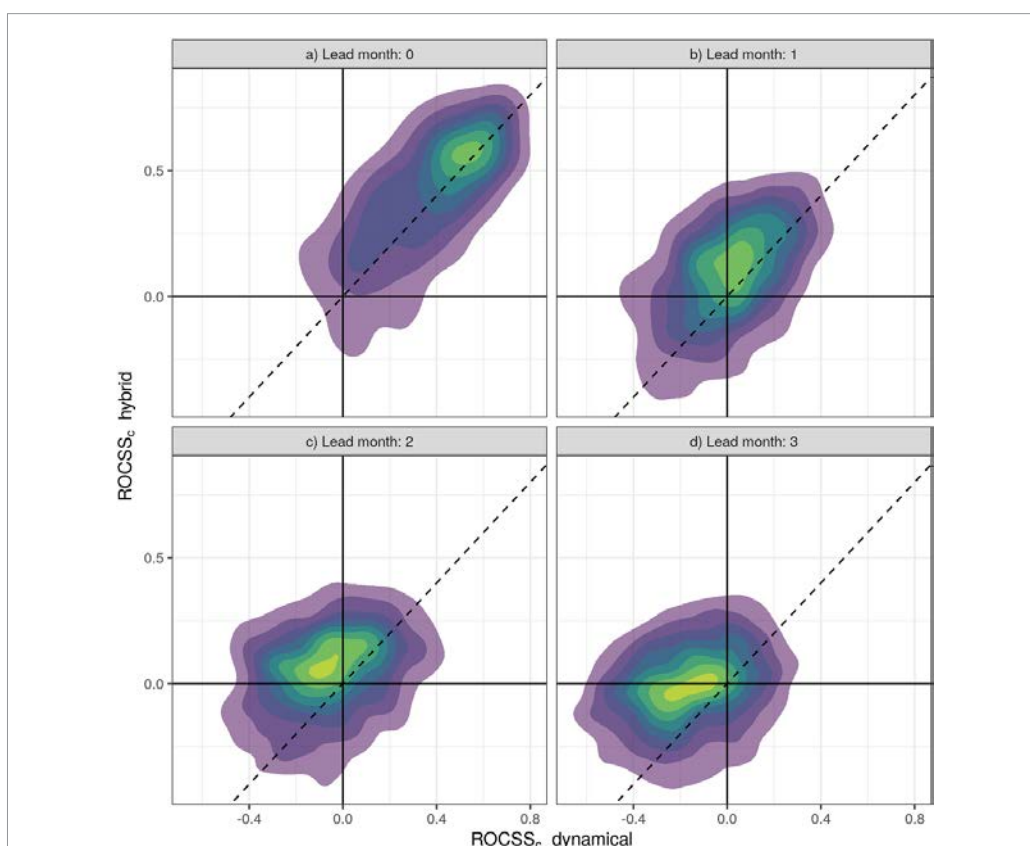 a) Lead month: 0
b) Lead month: 1
0.5
0.0
ROCSSc hybrid
c) Lead month: 2
d) Lead month: 3
0.5
0.0
-0.4 0.0 0.4 0.8
-0.4 0.0 0.4 0.8
ROCSSc dynamical